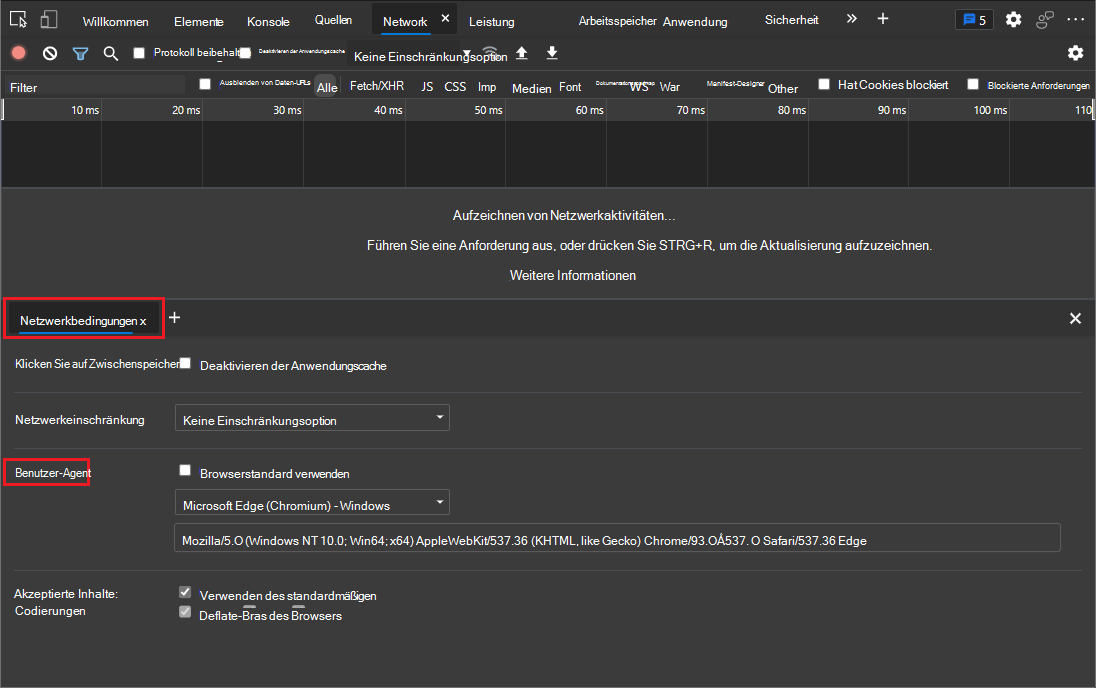 Willkommen Elemente Konsole Quellen Network × Leistung Arbeitsspeicher Anwendung Sicherheit » + 5
Protokoll beibehalt Deaktivieren der Anwendungscache Keine Einschränkungsoption
Filter Ausblenden von Daten-URLs Alle Fetch/XHR JS CSS Imp Medien Font WS War Manifest-Designer Other Hat Cookies blockiert Blockierte Anforderungen
10 ms 20 ms 30 ms 40 ms 50 ms 60 ms 70 ms 80 ms 90 ms 100 ms 110
Aufzeichnen von Netzwerkaktivitäten...
Führen Sie eine Anforderung aus, oder drücken Sie STRG+R, um die Aktualisierung aufzuzeichnen.
Weitere Informationen
Netzwerkbedingungen x + ×
Klicken Sie auf Zwischenspeicher Deaktivieren der Anwendungscache
Netzwerkeinschränkung Keine Einschränkungsoption
Benutzer-Agent Browserstandard verwenden
Microsoft Edge (Chromium) - Windows
Mozilla/5.O (Windows NT 10.0; Win64; x64) AppleWebKit/537.36 (KHTML, like Gecko) Chrome/93.OÂ537. O Safari/537.36 Edge
Akzeptierte Inhalte: Verwenden des standardmäßigen
Codierungen Deflate-Bras des Browsers